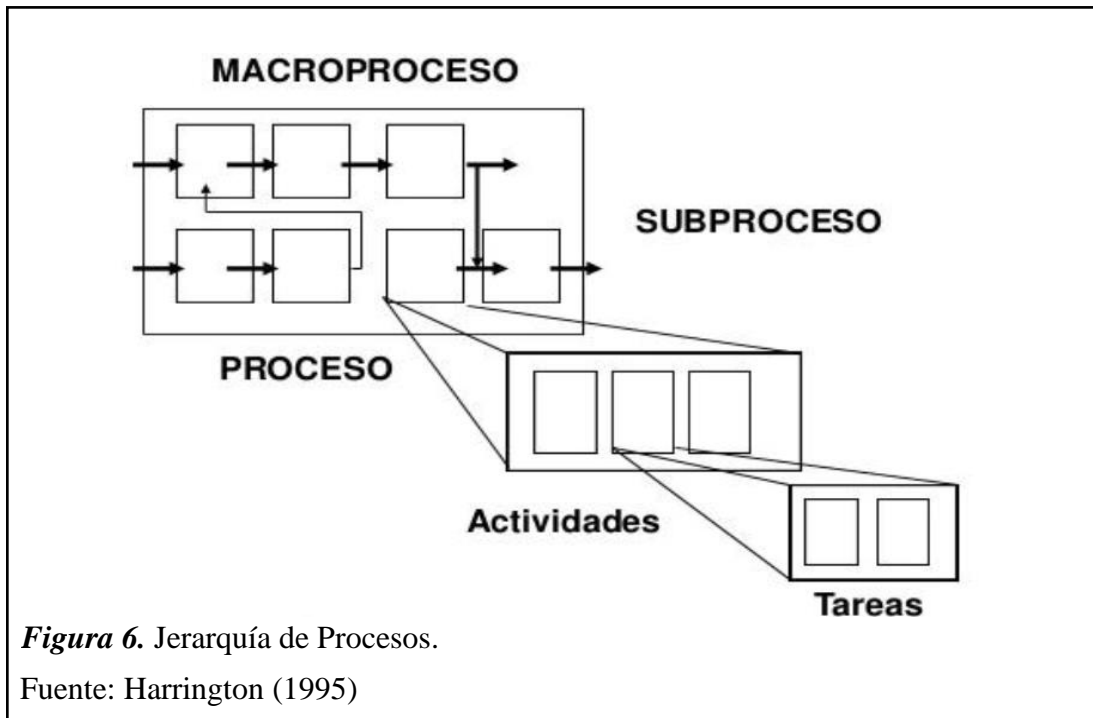 MACROPROCESO
SUBPROCESO
PROCESO
Actividades
Tareas
Figura 6. Jerarquía de Procesos.
Fuente: Harrington (1995)